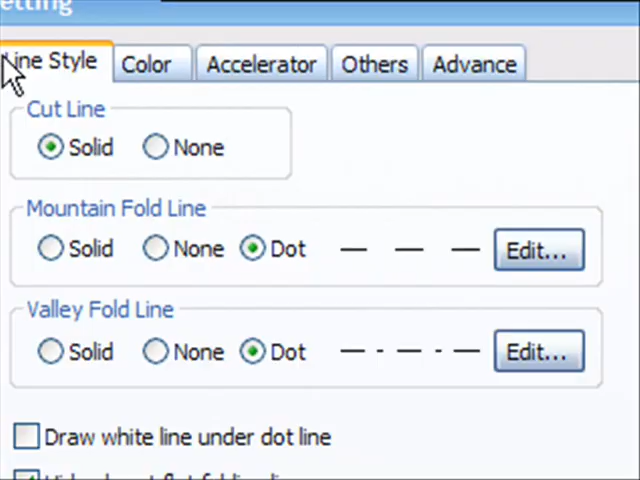 etting
Line Style Color Accelerator Others Advance
Cut Line
Solid None
Mountain Fold Line
Solid None Dot Edit...
Valley Fold Line
Solid None Dot Edit...
Draw white line under dot line